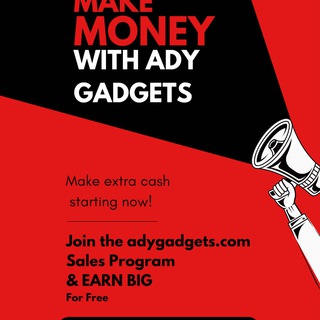 MAKE
MONEY
WITH ADY
GADGETS
Make extra cash
starting now!
Join the adygadgets.com
Sales Program
& EARN BIG
For Free